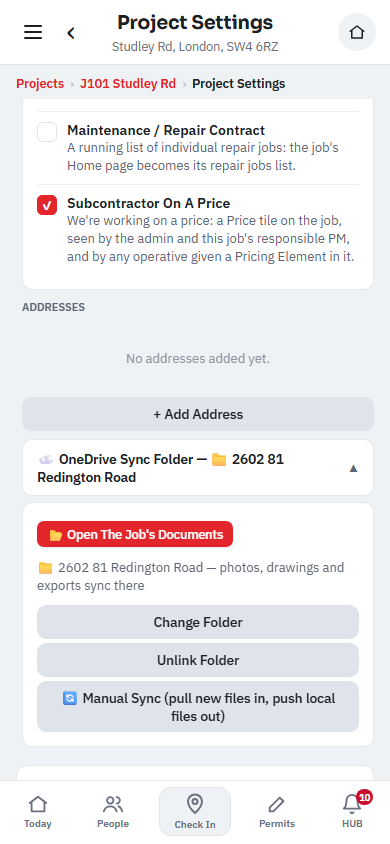 Project Settings
Studley Rd, London, SW4 6RZ
Projects › J101 Studley Rd › Project Settings
Maintenance / Repair Contract
A running list of individual repair jobs: the job's
Home page becomes its repair jobs list.
Subcontractor On A Price
We're working on a price: a Price tile on the job,
seen by the admin and this job's responsible PM,
and by any operative given a Pricing Element in it.
ADDRESSES
No addresses added yet.
+ Add Address
OneDrive Sync Folder — 2602 81
Redington Road
Open The Job's Documents
2602 81 Redington Road — photos, drawings and
exports sync there
Change Folder
Unlink Folder
Manual Sync (pull new files in, push local
files out)
10
Today
People
Check In
Permits
HUB